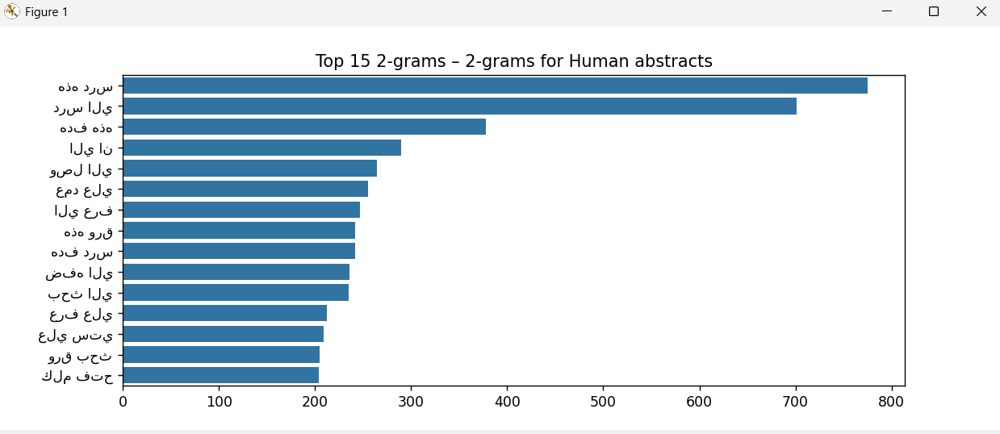 Figure 1
Top 15 2-grams – 2-grams for Human abstracts
هذه درس
درس الي
هدف هذه
الي ان
وصل الي
عمد علي
الي عرف
هذه ورق
هدف درس
ضفه الي
بحث الي
عرف علي
علي ستي
ورق بحث
كلم فتح
0 100 200 300 400 500 600 700 800